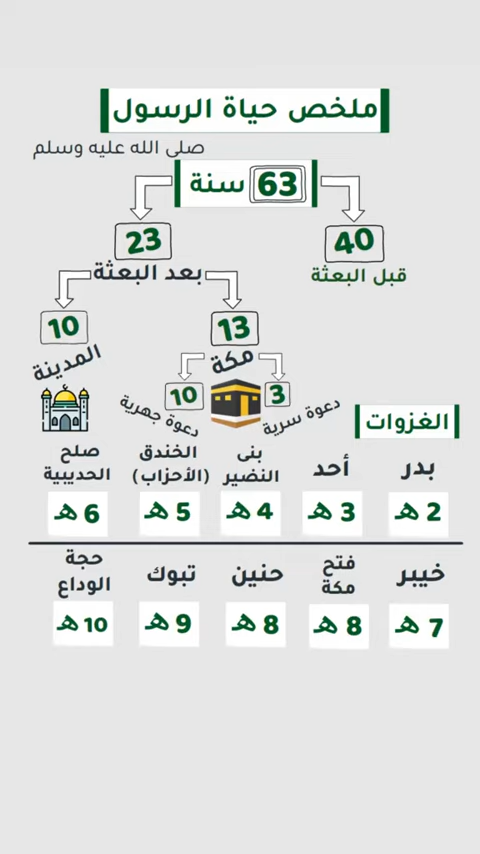 ملخص حياة الرسول
صلى الله عليه وسلم
63 سنة
40
قبل البعثة
23
بعد البعثة
13
مكة
3
دعوة سرية
10
دعوة جهرية
10
المدينة
الغزوات
بدر
2 هـ
أحد
3 هـ
بنى
النضير
4 هـ
الخندق
(الأحزاب)
5 هـ
صلح
الحديبية
6 هـ
خيبر
7 هـ
فتح
مكة
8 هـ
حنين
8 هـ
تبوك
9 هـ
حجة
الوداع
10 هـ